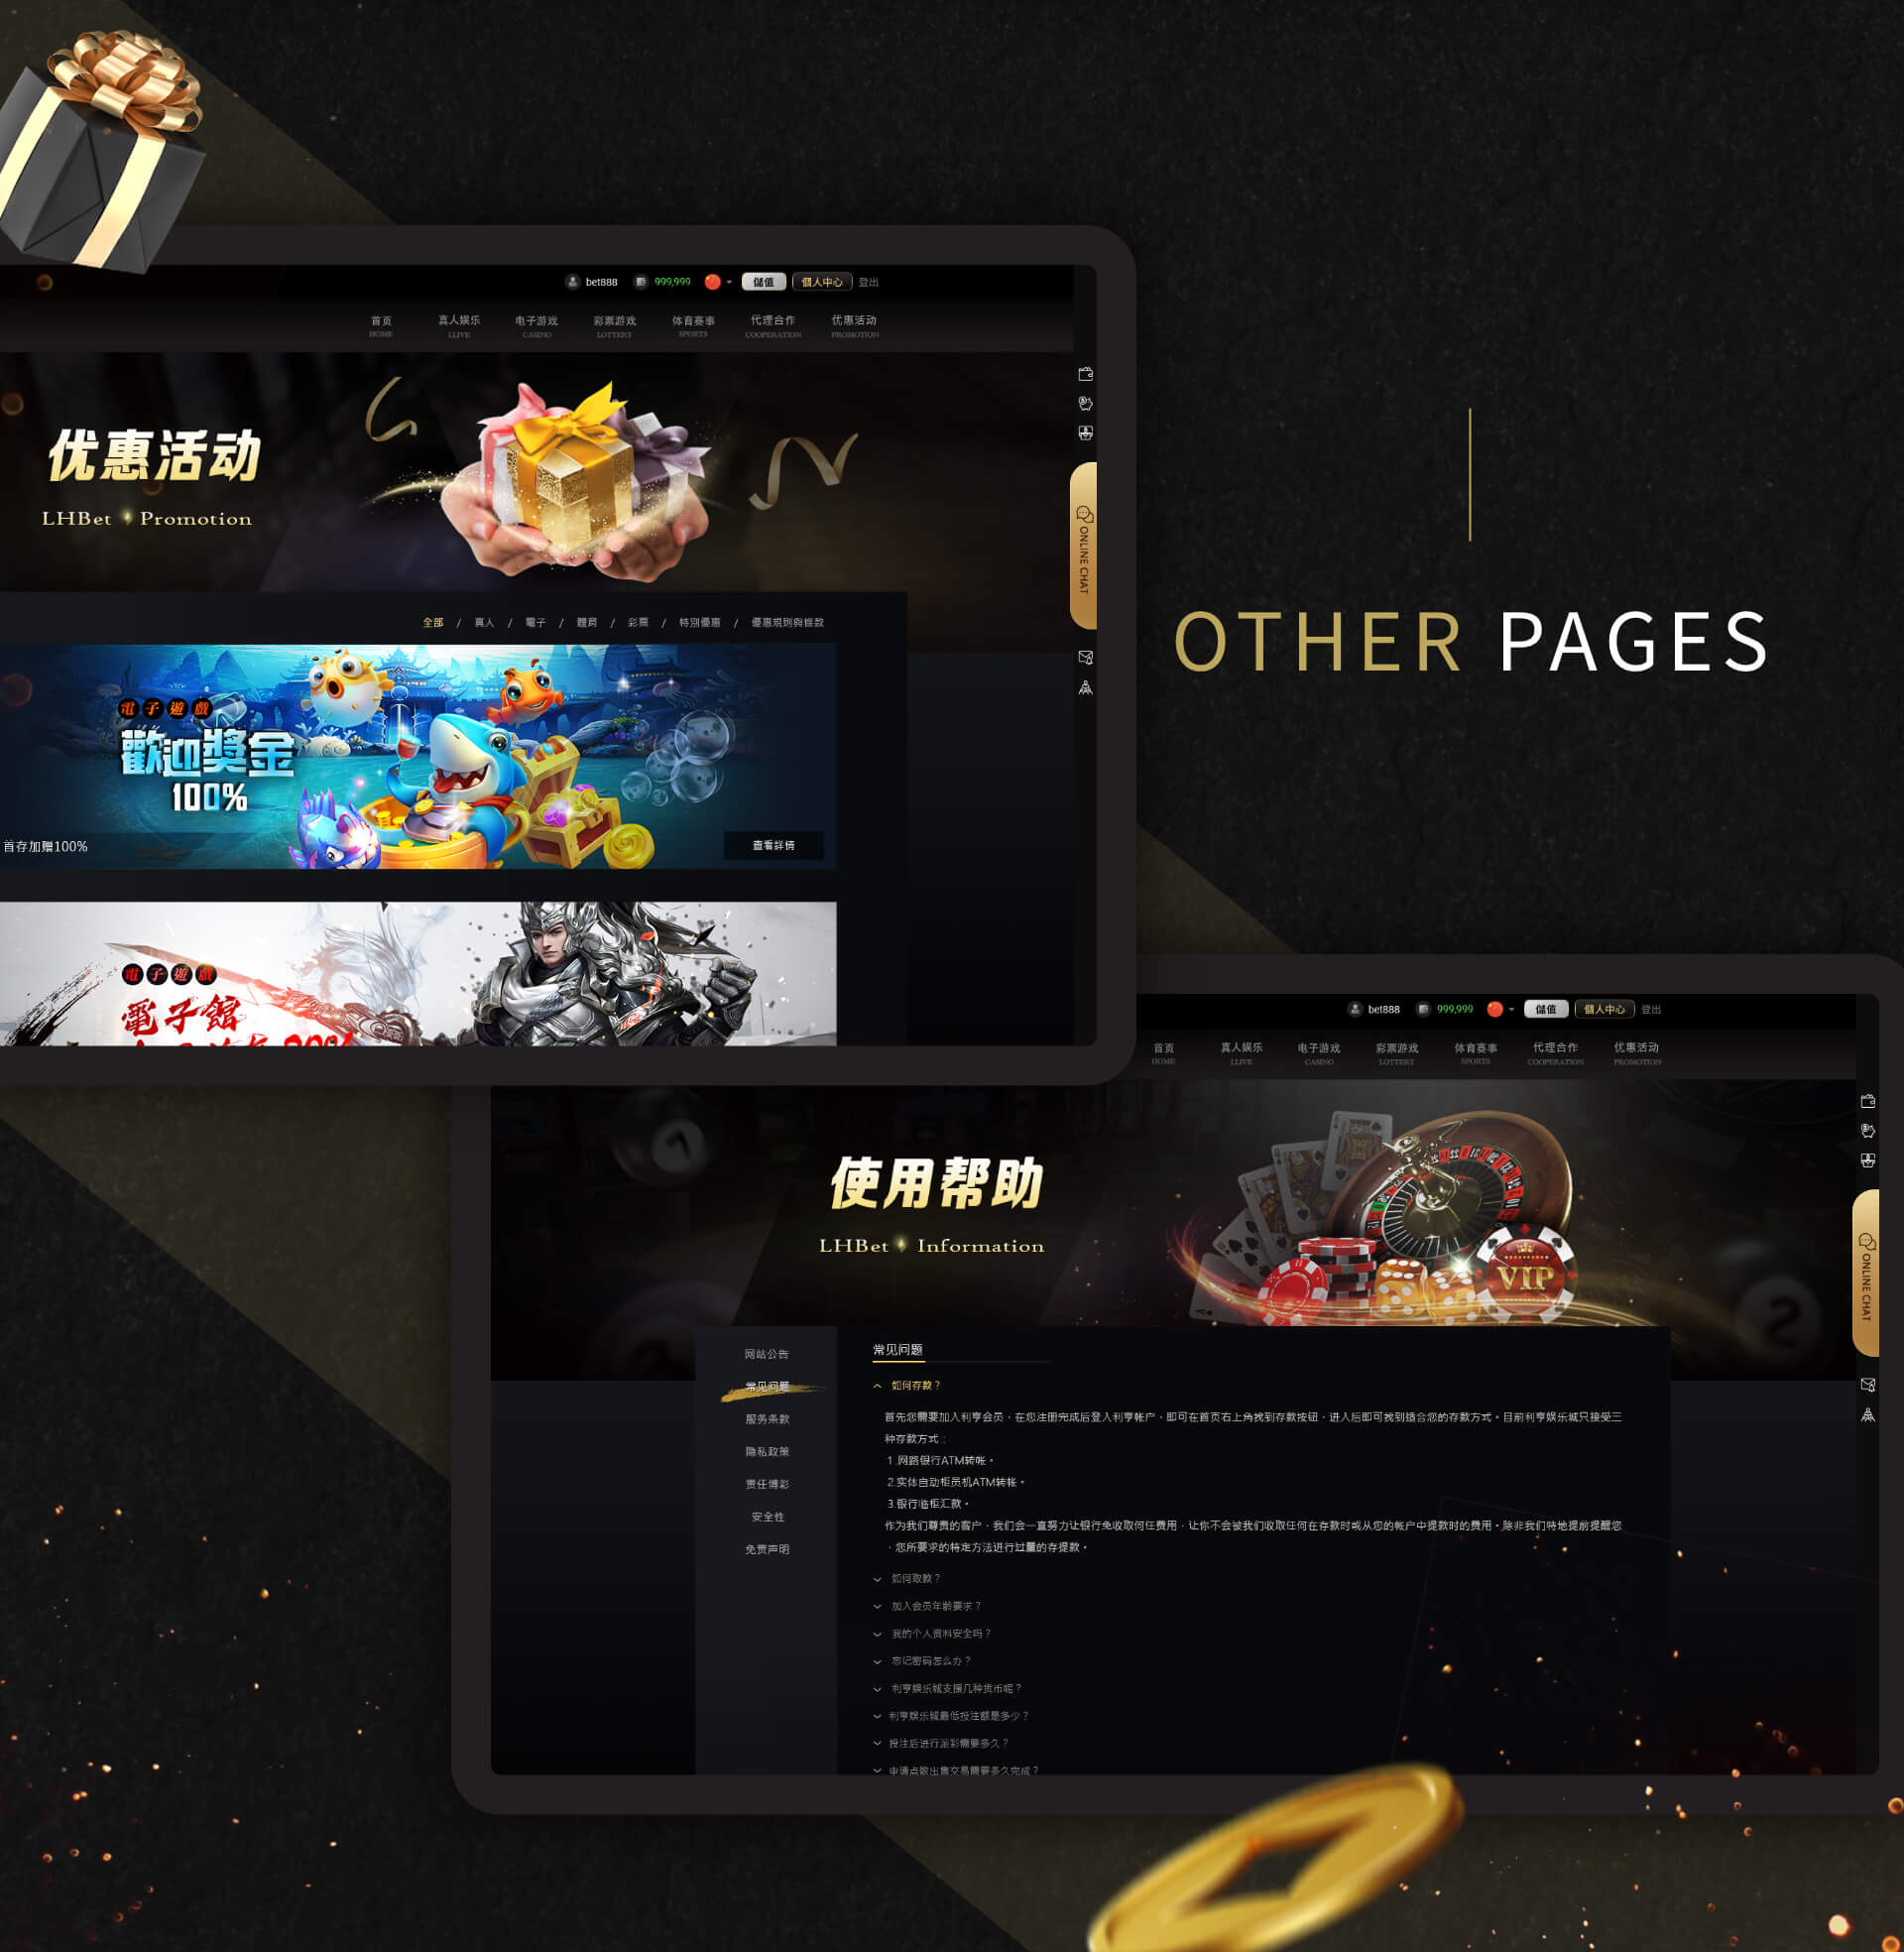 bet888 999,999 儲值 個人中心 登出
首页 真人娱乐 电子游戏 彩票游戏 体育赛事 代理合作 优惠活动
HOME LLIVE CASINO LOTTERY SPORTS COOPERATION PROMOTION
优惠活动
LHBet Promotion
ONLINE CHAT
全部 / 真人 / 電子 / 體育 / 彩票 / 特別優惠 / 優惠規則與條款
電子遊戲
歡迎獎金
100%
首存加赠100%
查看詳情
電子遊戲
電子館
OTHER PAGES
bet888 999,999 儲值 個人中心 登出
首页 真人娱乐 电子游戏 彩票游戏 体育赛事 代理合作 优惠活动
HOME LLIVE CASINO LOTTERY SPORTS COOPERATION PROMOTION
使用帮助
LHBet Information
VIP
ONLINE CHAT
网站公告
常见问题
服务条款
隐私政策
责任博彩
安全性
免责声明
常见问题
如何存款？
首先您需要加入利亨会员，在您注册完成后登入利亨帐户，即可在首页右上角找到存款按钮，进入后即可找到适合您的存款方式。目前利亨娱乐城只接受三
种存款方式：
1.网路银行ATM转帐。
2.实体自动柜员机ATM转帐。
3.银行临柜汇款。
作为我们尊贵的客户，我们会一直努力让银行免收取何任费用，让你不会被我们收取任何在存款时或从您的帐户中提款时的费用。除非我们特地提前提醒您
，您所要求的特定方法进行过量的存提款。
如何取款？
加入会员年龄要求？
我的个人资料安全吗？
忘记密码怎么办？
利亨娱乐城支援几种货币呢？
利亨娱乐城最低投注额是多少？
投注后进行派彩需要多久？
申请点数出售交易需要多久完成？